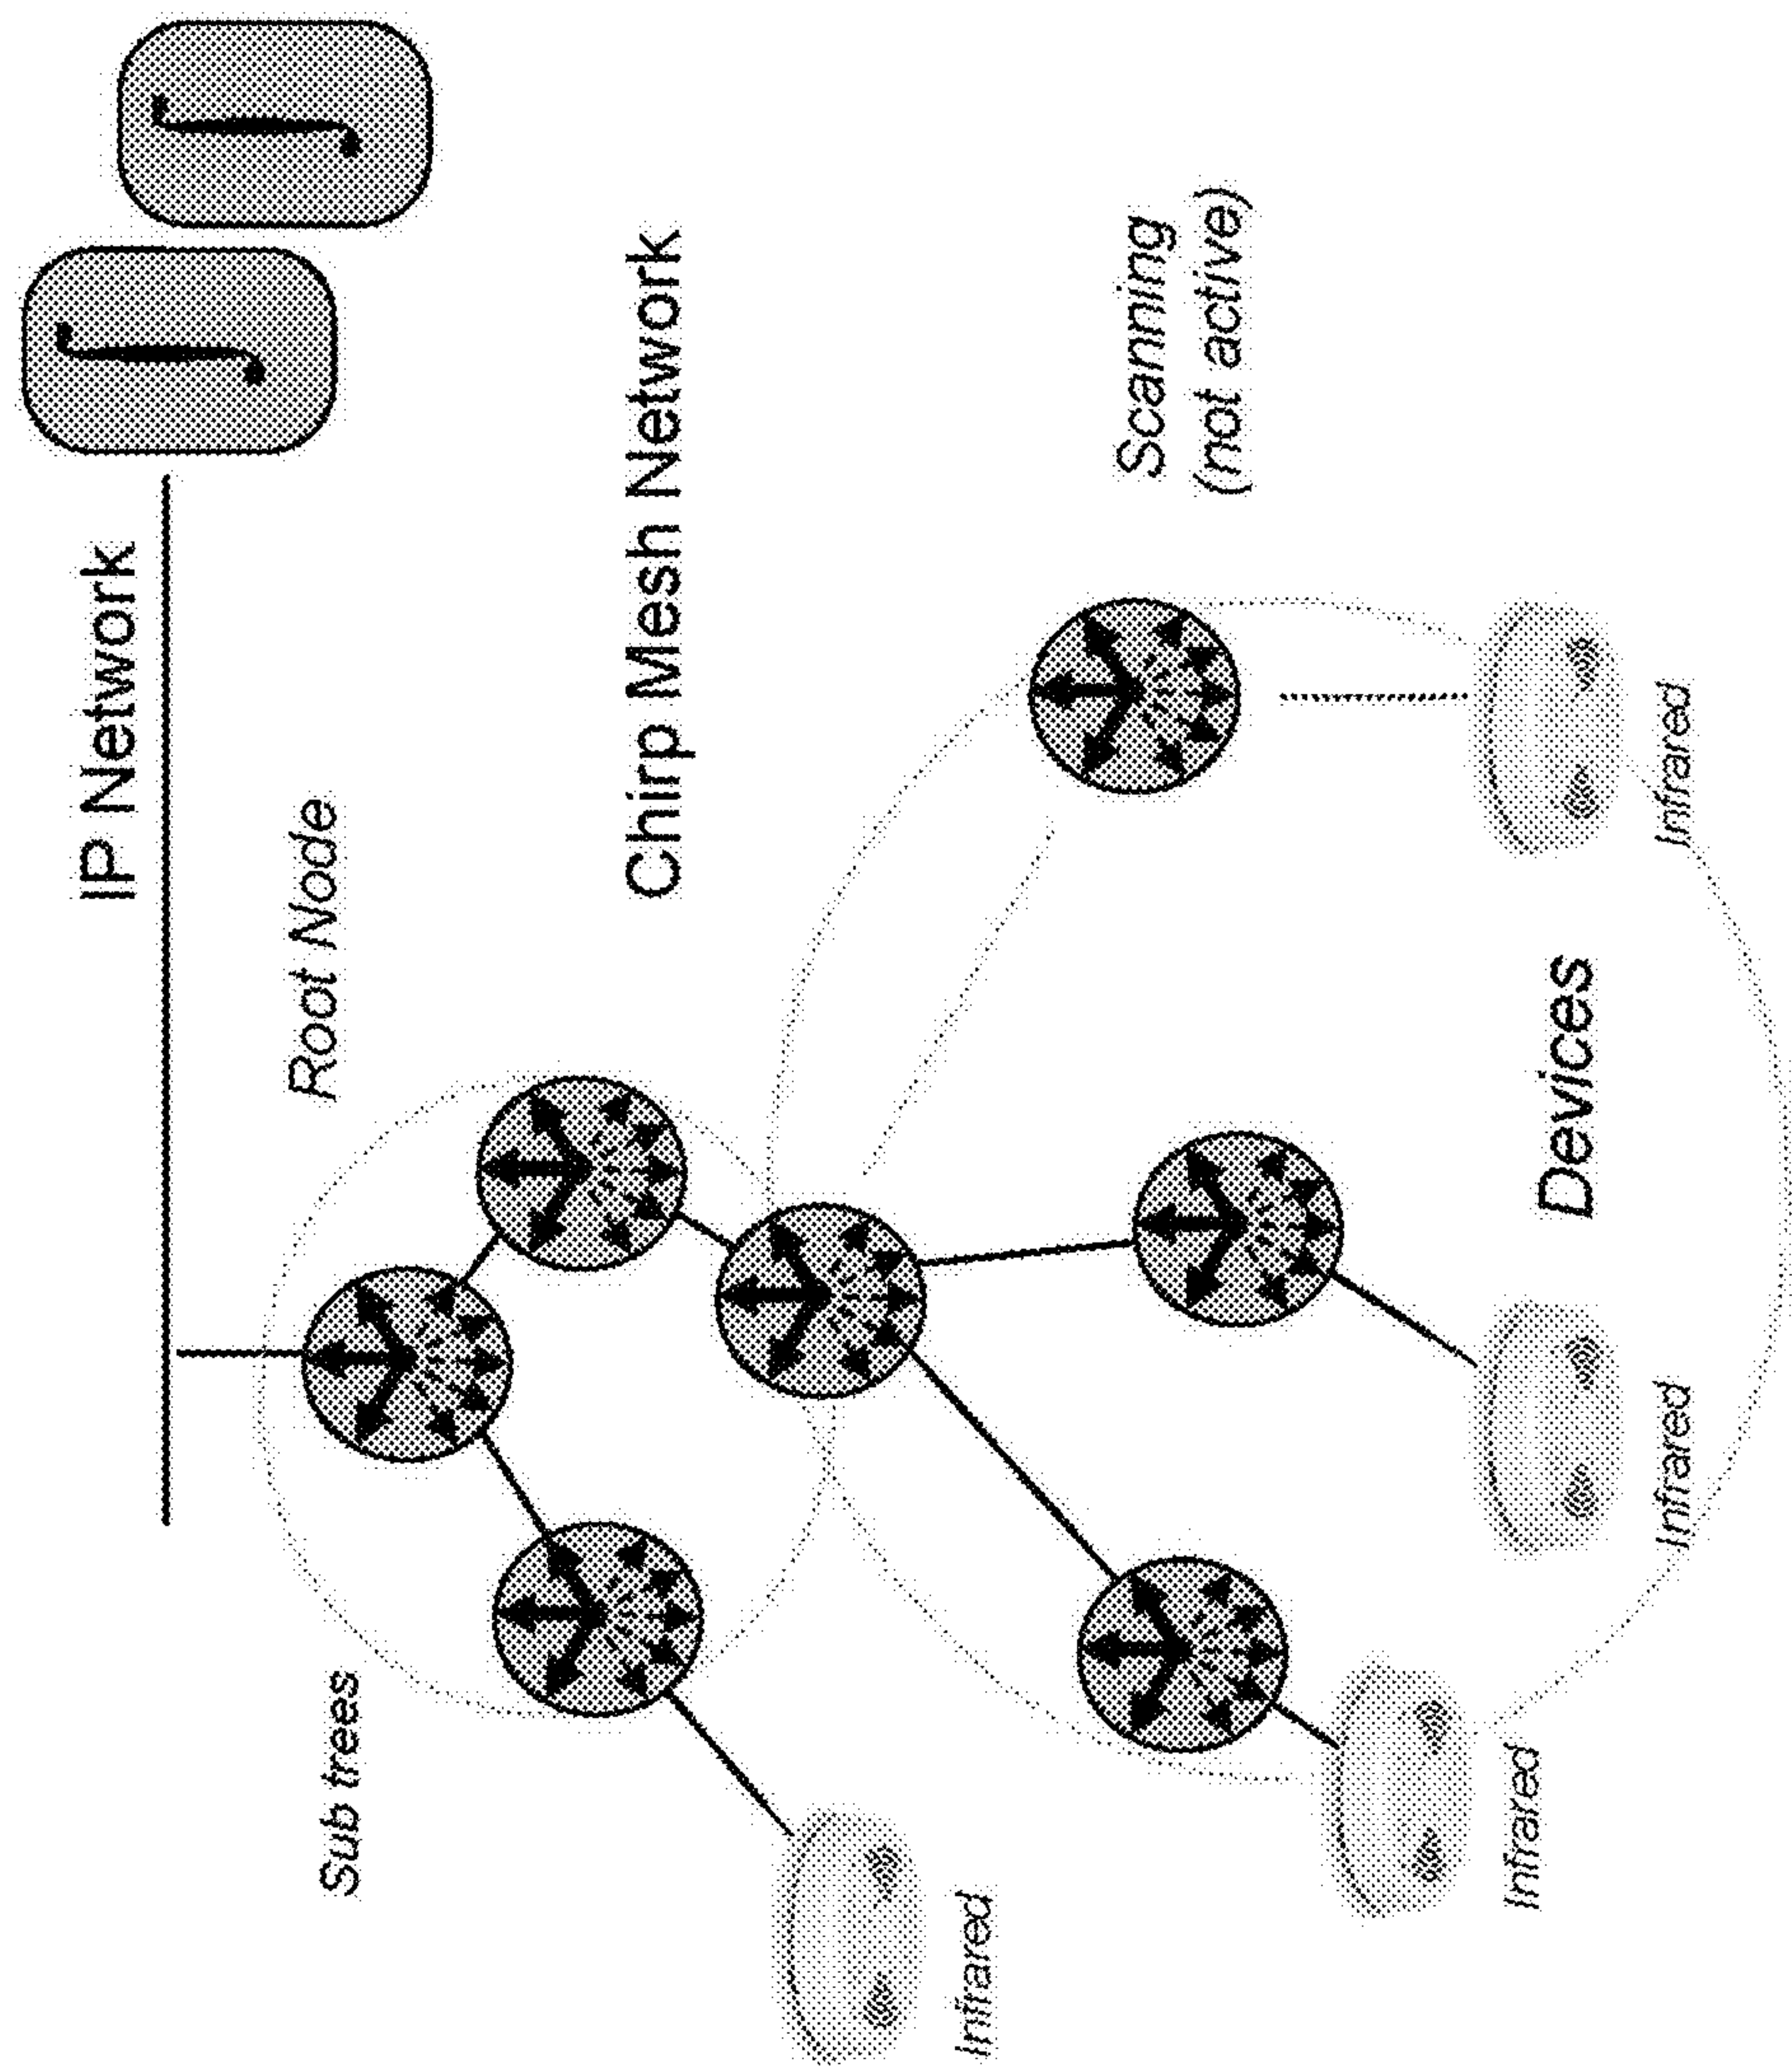 IP Network
∫
∫
Root Node
Sub trees
Chirp Mesh Network
Scanning
(not active)
Infrared
Infrared
Devices
Infrared
Infrared